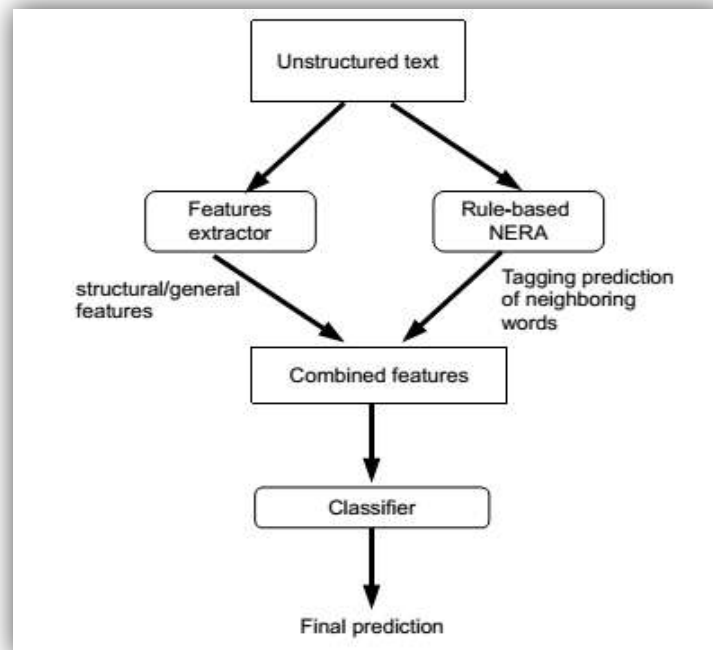 Unstructured text
Features
extractor
Rule-based
NERA
structural/general
features
Tagging prediction
of neighboring
words
Combined features
Classifier
Final prediction